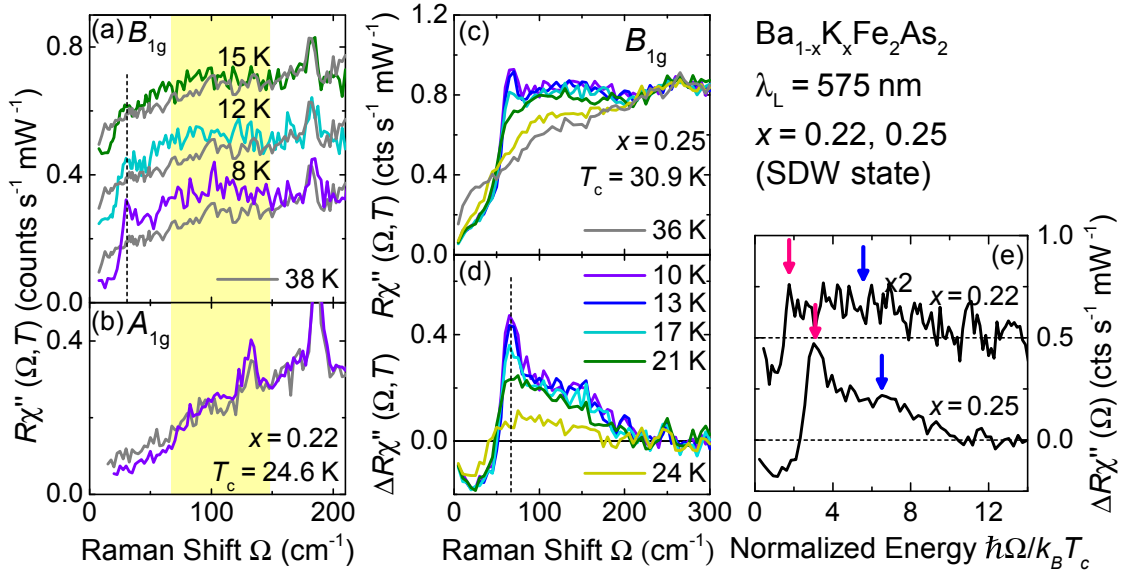 (a) B1g
15 K
12 K
8 K
38 K
0.8
0.4
0.0
(b) A1g
x = 0.22
Tc = 24.6 K
0.4
0.0
0 100 200
Raman Shift Ω (cm⁻¹)
Rχ'' (Ω,T) (counts s⁻¹ mW⁻¹)
(c) B1g
x = 0.25
Tc = 30.9 K
36 K
1.2
0.8
0.4
0.0
Rχ'' (Ω,T) (cts s⁻¹ mW⁻¹)
(d)
10 K
13 K
17 K
21 K
24 K
0.4
0.0
ΔRχ'' (Ω,T)
0 100 200 300
Raman Shift Ω (cm⁻¹)
Ba1-xKxFe2As2
λL = 575 nm
x = 0.22, 0.25
(SDW state)
(e)
x2
x = 0.22
x = 0.25
1.0
0.5
0.0
ΔRχ'' (Ω) (cts s⁻¹ mW⁻¹)
0 4 8 12
Normalized Energy ℏΩ/kBTc